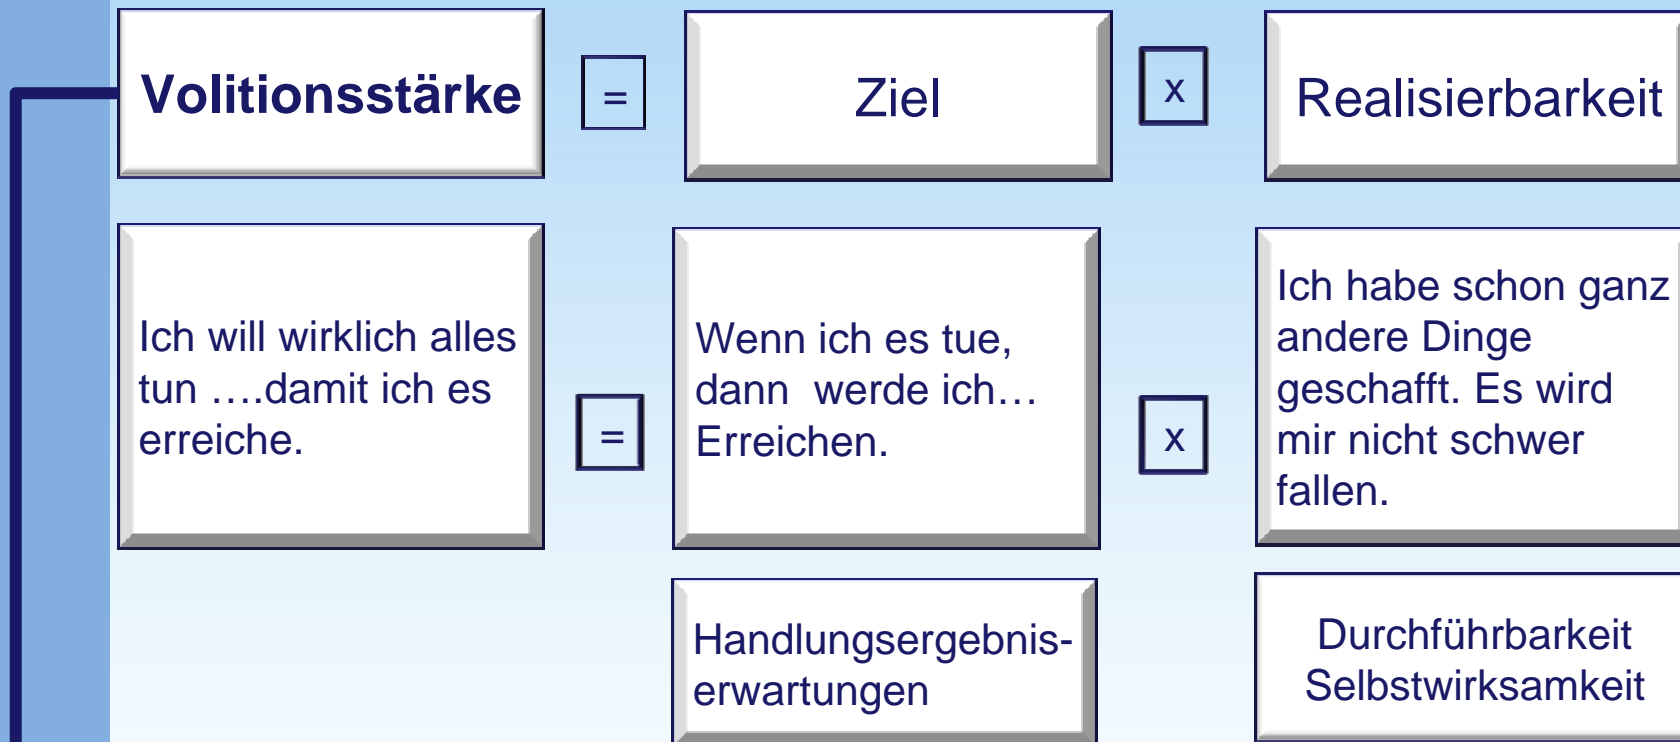 Volitionsstärke = Ziel x Realisierbarkeit
Ich will wirklich alles
tun ….damit ich es
erreiche.
=
Wenn ich es tue,
dann werde ich…
Erreichen.
x
Ich habe schon ganz
andere Dinge
geschafft. Es wird
mir nicht schwer
fallen.
Handlungsergebnis-
erwartungen
Durchführbarkeit
Selbstwirksamkeit